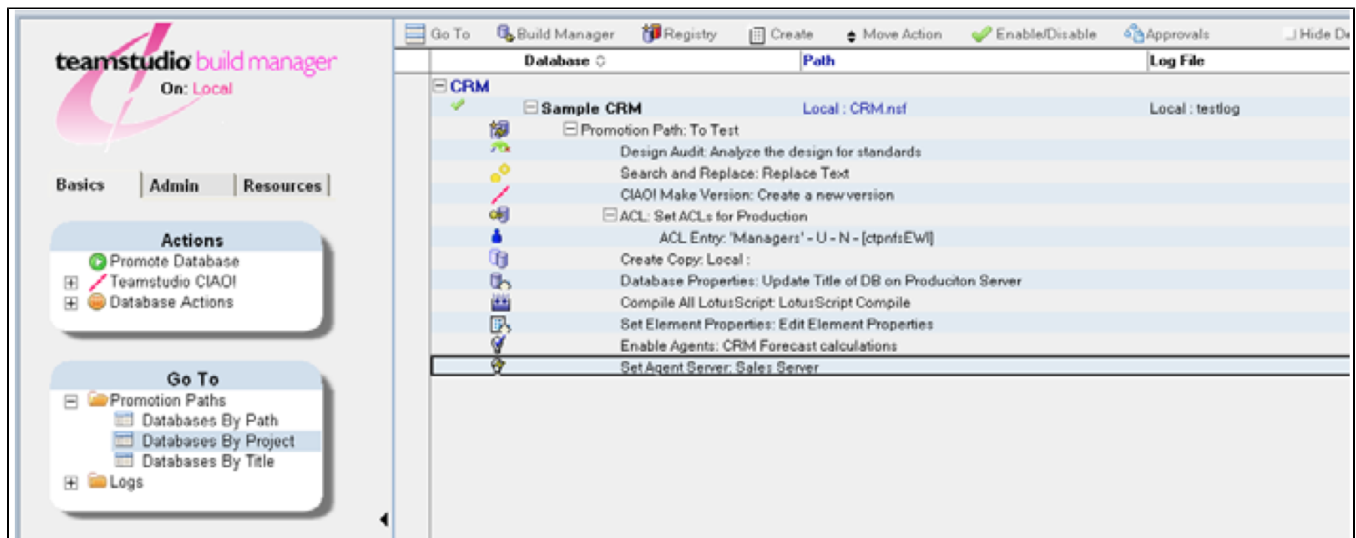 teamstudio build manager
On: Local
Basics Admin Resources
Actions
Promote Database
Teamstudio CIAO!
Database Actions
Go To
Promotion Paths
Databases By Path
Databases By Project
Databases By Title
Logs
Go To Build Manager Registry Create Move Action Enable/Disable Approvals Hide De
Database Path Log File
CRM
Sample CRM Local : CRM.nsf Local : testlog
Promotion Path: To Test
Design Audit: Analyze the design for standards
Search and Replace: Replace Text
CIAO! Make Version: Create a new version
ACL: Set ACLs for Production
ACL Entry: 'Managers' - U - N - [ctpnfsEWI]
Create Copy: Local :
Database Properties: Update Title of DB on Produciton Server
Compile All LotusScript: LotusScript Compile
Set Element Properties: Edit Element Properties
Enable Agents: CRM Forecast calculations
Set Agent Server: Sales Server